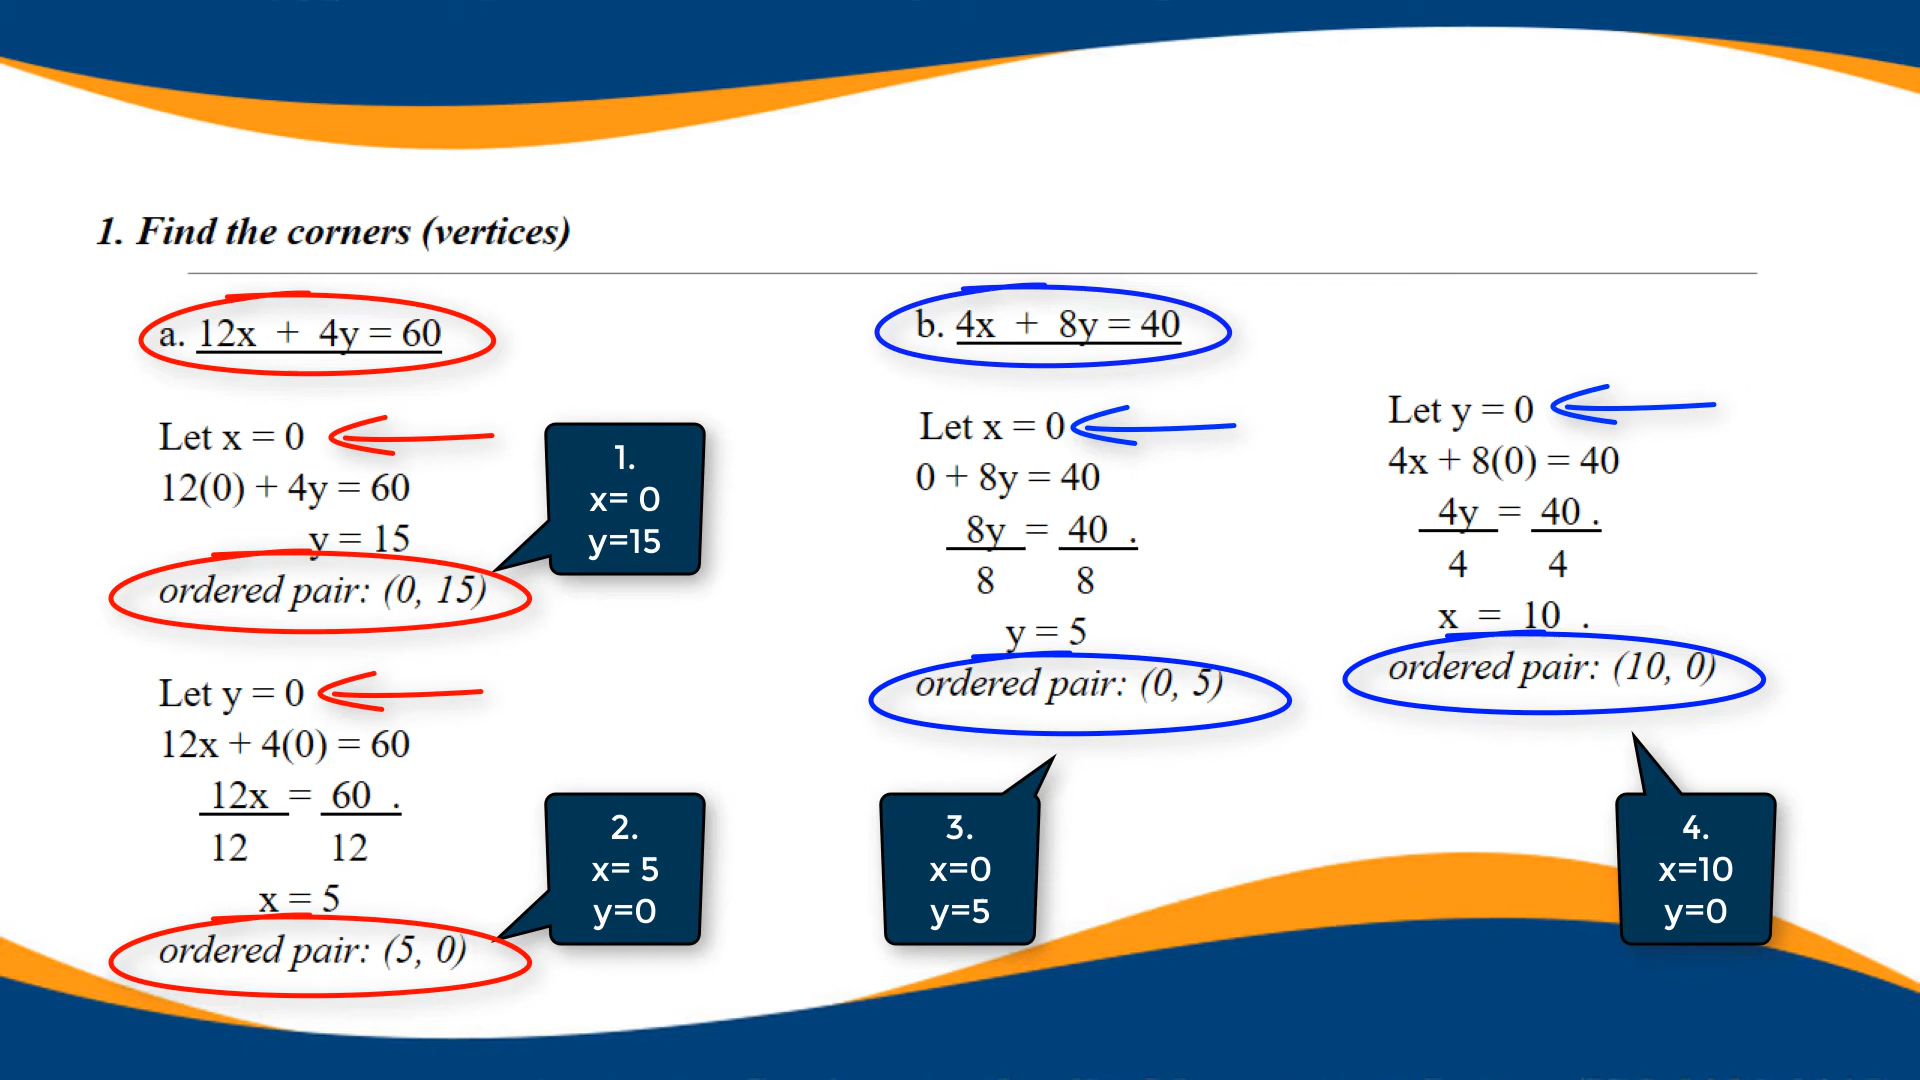 1. Find the corners (vertices)
a. 12x + 4y = 60
Let x = 0
12(0) + 4y = 60
y = 15
ordered pair: (0, 15)
1.
x= 0
y=15
Let y = 0
12x + 4(0) = 60
12x = 60 .
12 12
x = 5
ordered pair: (5, 0)
2.
x= 5
y=0
b. 4x + 8y = 40
Let x = 0
0 + 8y = 40
8y = 40 .
8 8
y = 5
ordered pair: (0, 5)
3.
x=0
y=5
Let y = 0
4x + 8(0) = 40
4y = 40 .
4 4
x = 10 .
ordered pair: (10, 0)
4.
x=10
y=0